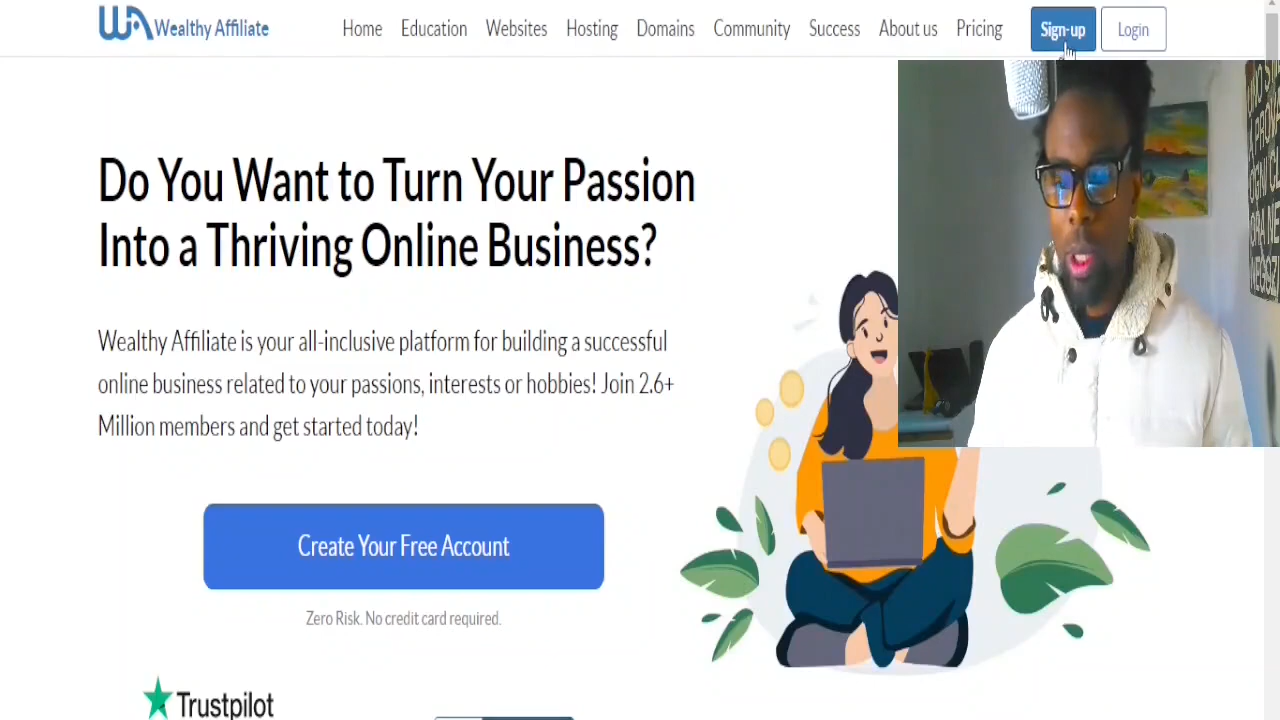 Wealthy Affiliate
Home Education Websites Hosting Domains Community Success About us Pricing Sign-up Login
Do You Want to Turn Your Passion
Into a Thriving Online Business?
Wealthy Affiliate is your all-inclusive platform for building a successful
online business related to your passions, interests or hobbies! Join 2.6+
Million members and get started today!
Create Your Free Account
Zero Risk. No credit card required.
Trustpilot